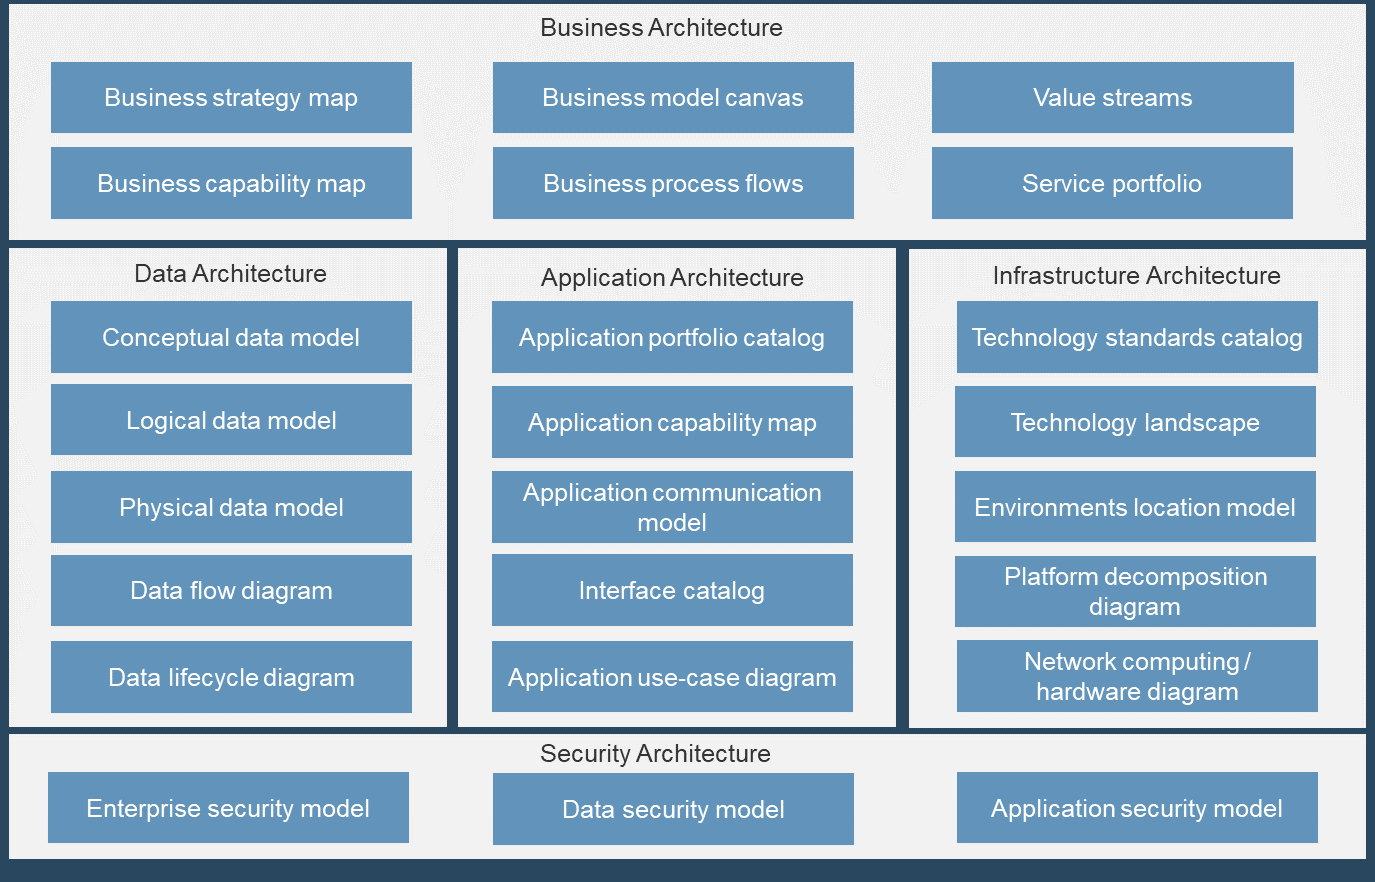 Business Architecture
Business strategy map
Business model canvas
Value streams
Business capability map
Business process flows
Service portfolio
Data Architecture
Conceptual data model
Logical data model
Physical data model
Data flow diagram
Data lifecycle diagram
Application Architecture
Application portfolio catalog
Application capability map
Application communication
model
Interface catalog
Application use-case diagram
Infrastructure Architecture
Technology standards catalog
Technology landscape
Environments location model
Platform decomposition
diagram
Network computing /
hardware diagram
Security Architecture
Enterprise security model
Data security model
Application security model